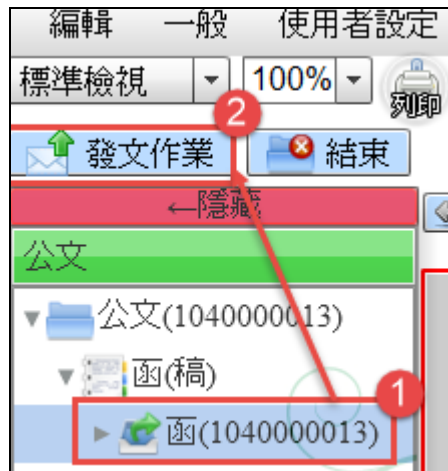 編輯 一般 使用者設定
標準檢視 100% 列印
2
發文作業 結束
←隱藏
公文
公文(1040000013)
函(稿)
1
函(1040000013)